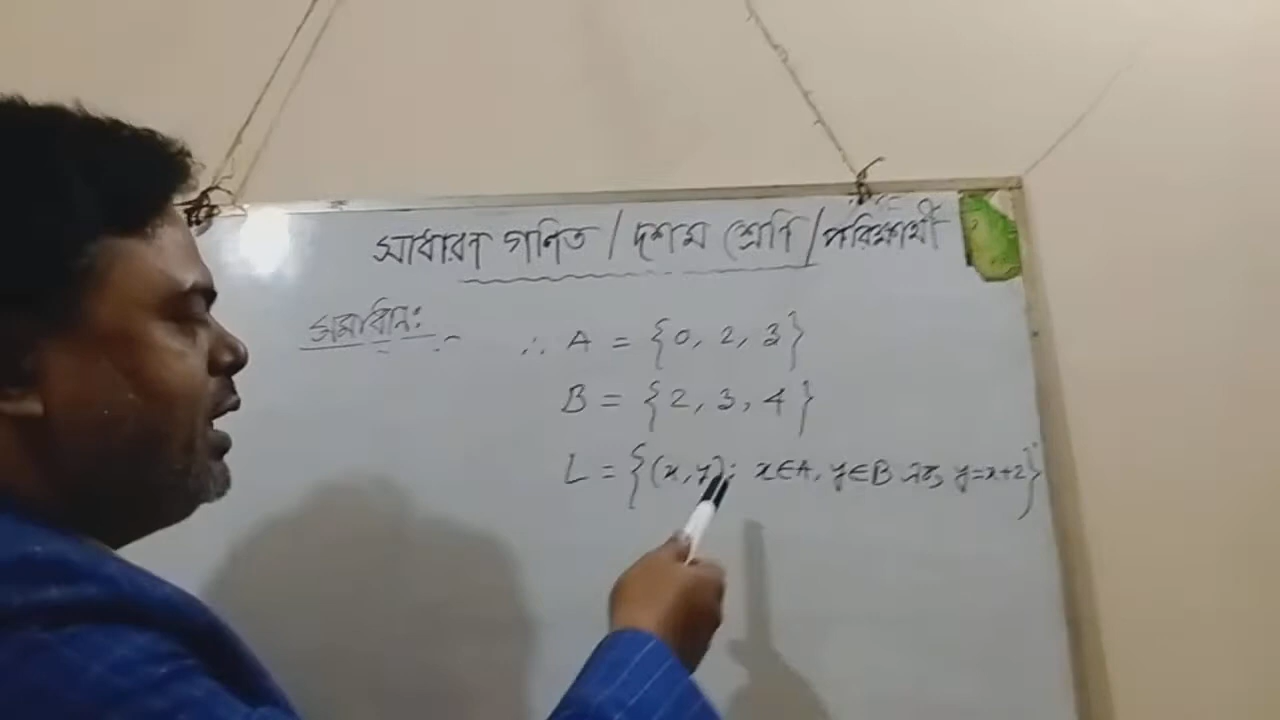 সাধারণ গণিত / দশম শ্রেণি / পরিক্ষার্থী
সমাধান :- ∴ A = {0, 2, 3}
B = {2, 3, 4}
L = {(x, y): x∈A, y∈B এবং y=x+2}